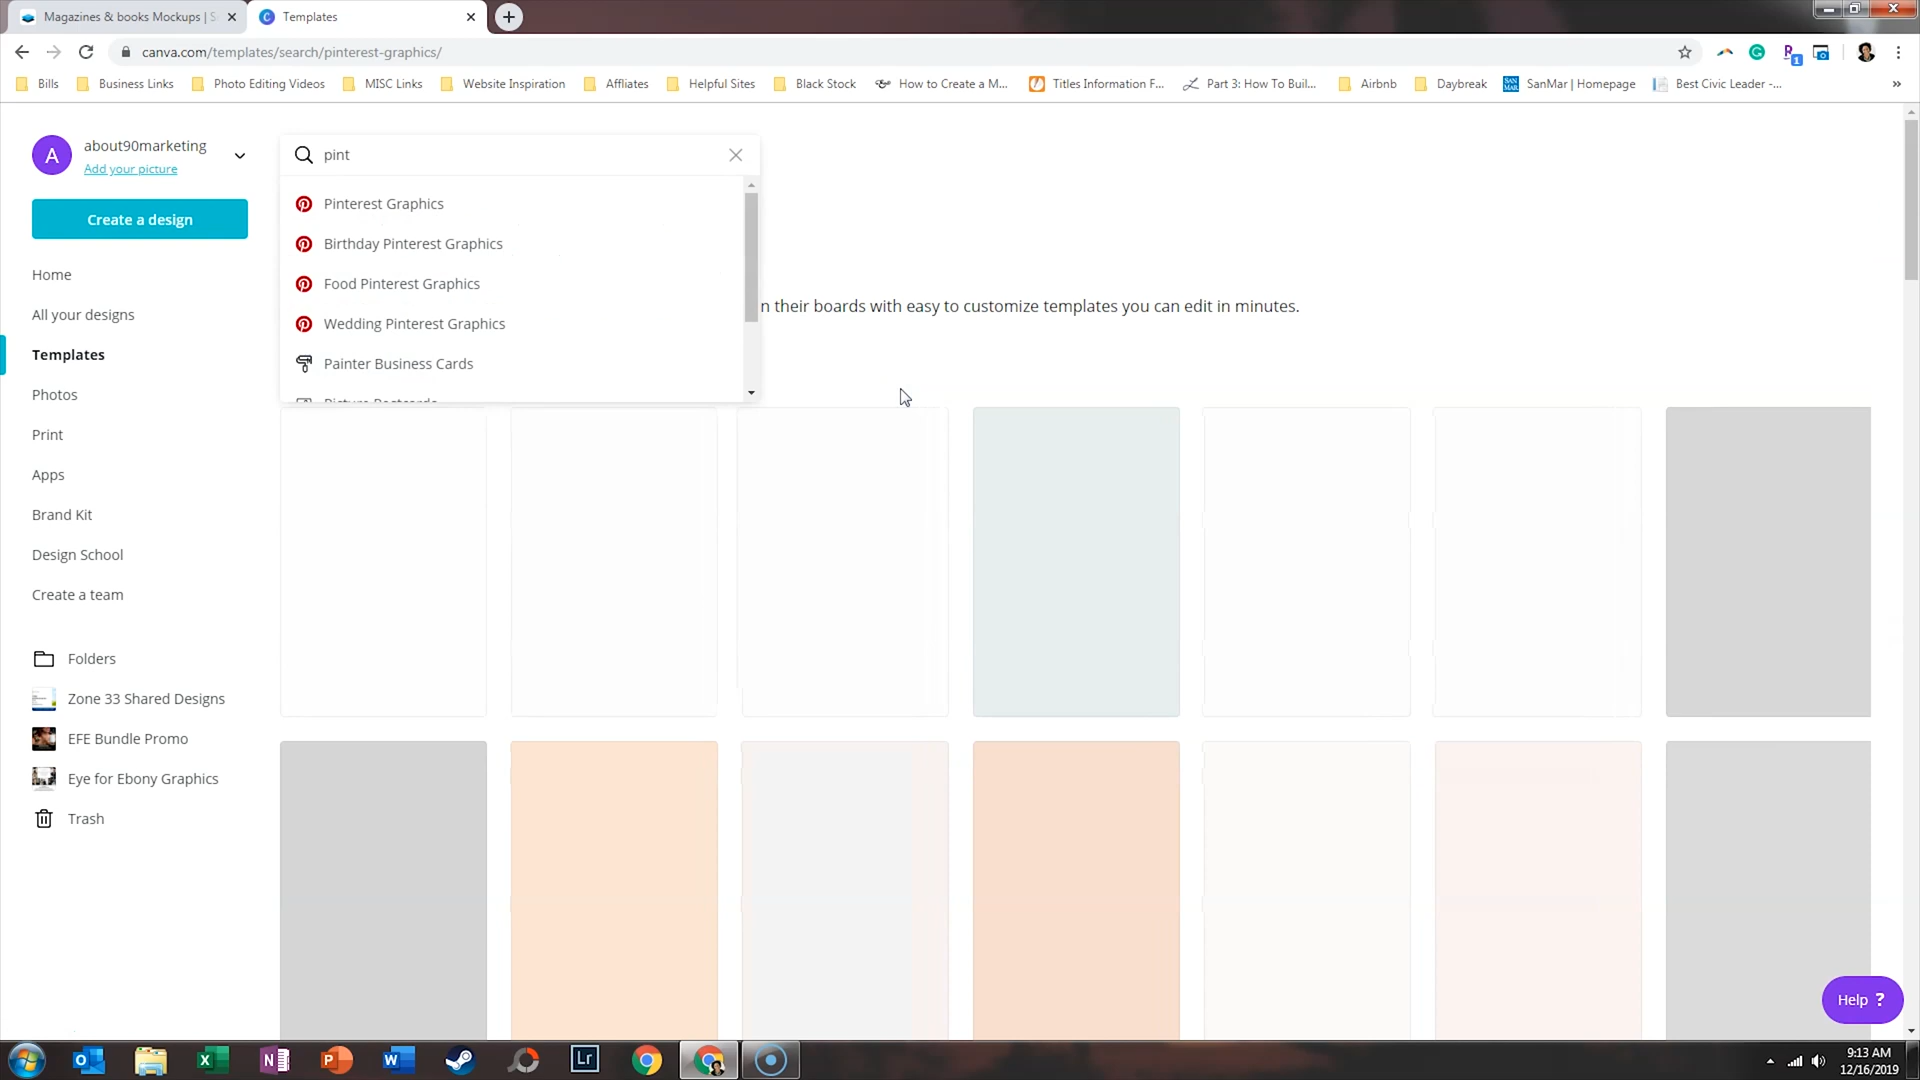 Magazines & books Mockups | S
Templates
canva.com/templates/search/pinterest-graphics/
Bills
Business Links
Photo Editing Videos
MISC Links
Website Inspiration
Affliates
Helpful Sites
Black Stock
How to Create a M...
Titles Information F...
Part 3: How To Buil...
Airbnb
Daybreak
SanMar | Homepage
Best Civic Leader -...
»
A
about90marketing
Add your picture
Create a design
Home
All your designs
Templates
Photos
Print
Apps
Brand Kit
Design School
Create a team
Folders
Zone 33 Shared Designs
EFE Bundle Promo
Eye for Ebony Graphics
Trash
pint
Pinterest Graphics
Birthday Pinterest Graphics
Food Pinterest Graphics
Wedding Pinterest Graphics
Painter Business Cards
Picture Postcards
n their boards with easy to customize templates you can edit in minutes.
Help ?
Lr
9:13 AM
12/16/2019